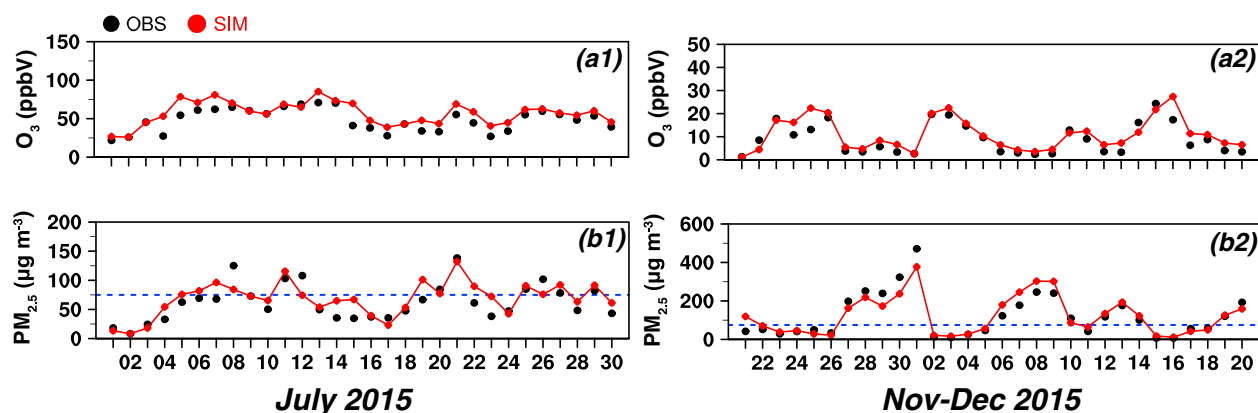 OBS SIM
150
100
50
0
O3 (ppbV)
(a1)
50
40
30
20
10
0
O3 (ppbV)
(a2)
200
150
100
50
0
PM2.5 (μg m-3)
(b1)
02 04 06 08 10 12 14 16 18 20 22 24 26 28 30
July 2015
600
400
200
0
PM2.5 (μg m-3)
(b2)
22 24 26 28 30 02 04 06 08 10 12 14 16 18 20
Nov-Dec 2015